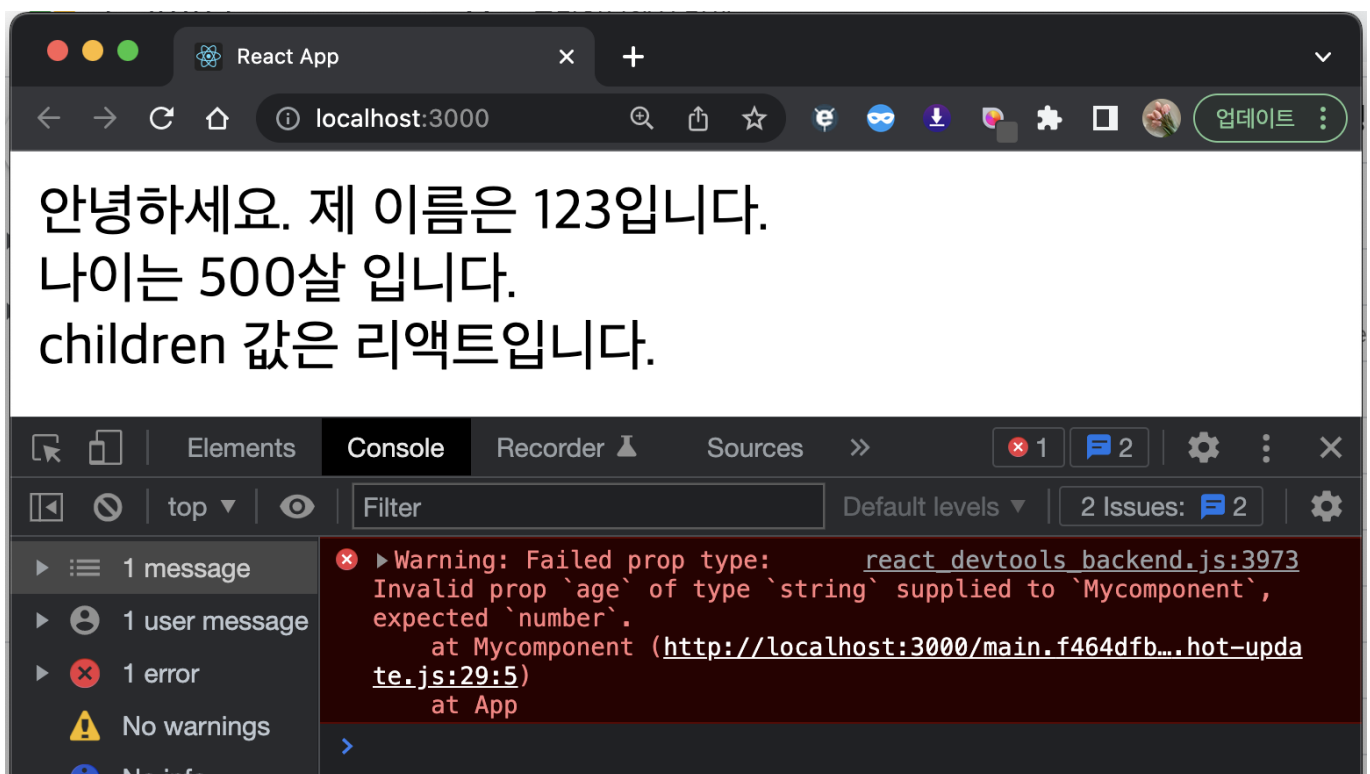 React App
localhost:3000
업데이트
안녕하세요. 제 이름은 123입니다.
나이는 500살 입니다.
children 값은 리액트입니다.
Elements Console Recorder Sources 1 2
top Filter Default levels 2 Issues: 2
1 message
1 user message
1 error
No warnings
Warning: Failed prop type: react_devtools_backend.js:3973
Invalid prop `age` of type `string` supplied to `Mycomponent`,
expected `number`.
at Mycomponent (http://localhost:3000/main.f464dfb….hot-upda
te.js:29:5)
at App